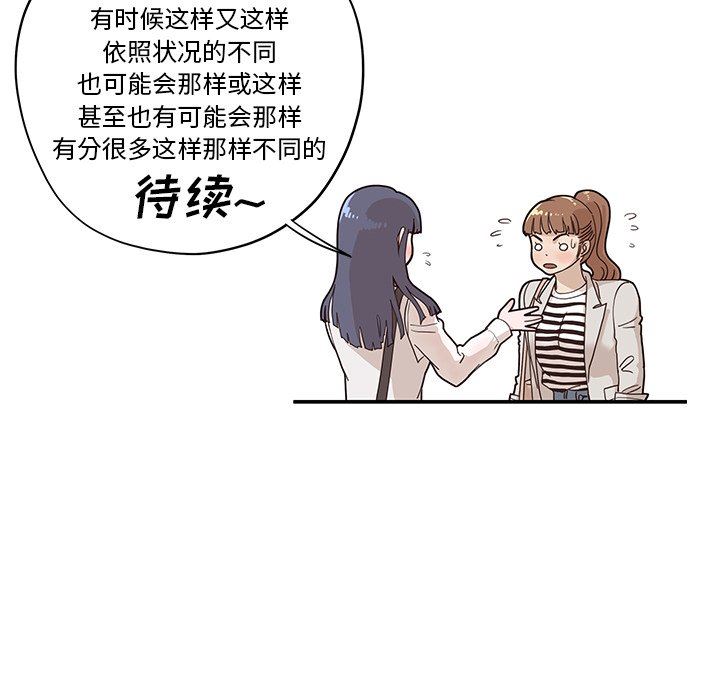 有时候这样又这样
依照状况的不同
也可能会那样或这样
甚至也有可能会那样
有分很多这样那样不同的
待续~